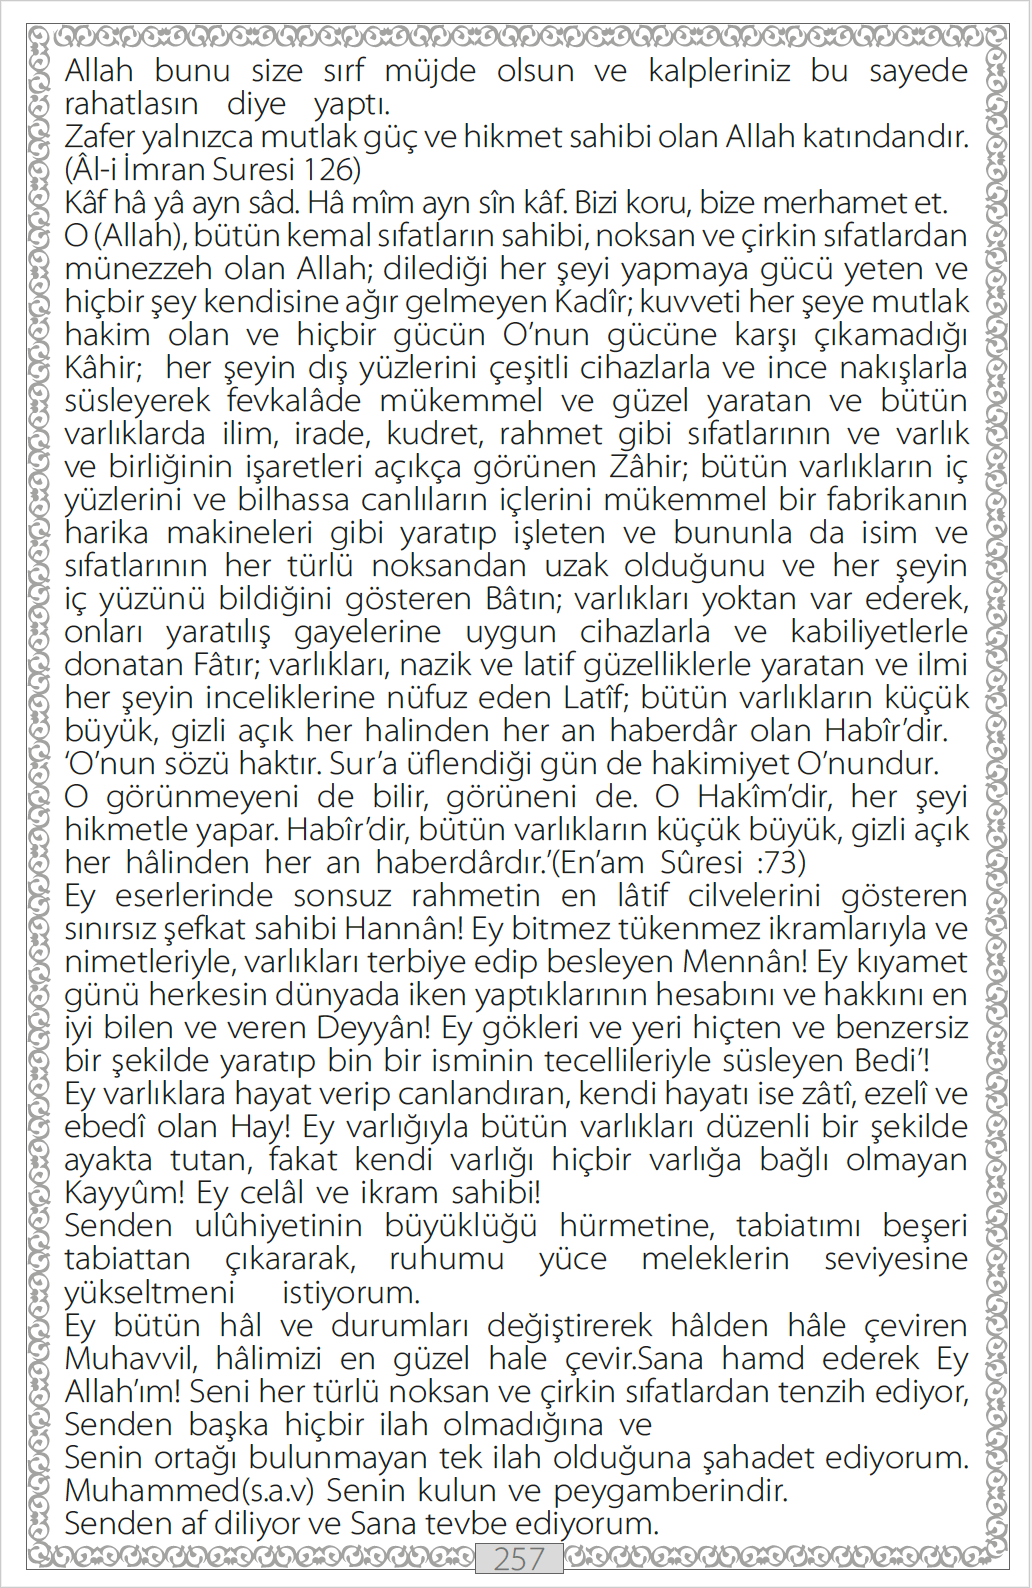 Allah bunu size sırf müjde olsun ve kalpleriniz bu sayede
rahatlasın diye yaptı.
Zafer yalnızca mutlak güç ve hikmet sahibi olan Allah katındandır.
(Âl-i İmran Suresi 126)
Kâf hâ yâ ayn sâd. Hâ mîm ayn sîn kâf. Bizi koru, bize merhamet et.
O (Allah), bütün kemal sıfatların sahibi, noksan ve çirkin sıfatlardan
münezzeh olan Allah; dilediği her şeyi yapmaya gücü yeten ve
hiçbir şey kendisine ağır gelmeyen Kadîr; kuvveti her şeye mutlak
hakim olan ve hiçbir gücün O’nun gücüne karşı çıkamadığı
Kâhir; her şeyin dış yüzlerini çeşitli cihazlarla ve ince nakışlarla
süsleyerek fevkalâde mükemmel ve güzel yaratan ve bütün
varlıklarda ilim, irade, kudret, rahmet gibi sıfatlarının ve varlık
ve birliğinin işaretleri açıkça görünen Zâhir; bütün varlıkların iç
yüzlerini ve bilhassa canlıların içlerini mükemmel bir fabrikanın
harika makineleri gibi yaratıp işleten ve bununla da isim ve
sıfatlarının her türlü noksandan uzak olduğunu ve her şeyin
iç yüzünü bildiğini gösteren Bâtın; varlıkları yoktan var ederek,
onları yaratılış gayelerine uygun cihazlarla ve kabiliyetlerle
donatan Fâtır; varlıkları, nazik ve latif güzelliklerle yaratan ve ilmi
her şeyin inceliklerine nüfuz eden Latîf; bütün varlıkların küçük
büyük, gizli açık her halinden her an haberdâr olan Habîr’dir.
‘O’nun sözü haktır. Sur’a üflendiği gün de hakimiyet O’nundur.
O görünmeyeni de bilir, görüneni de. O Hakîm’dir, her şeyi
hikmetle yapar. Habîr’dir, bütün varlıkların küçük büyük, gizli açık
her hâlinden her an haberdârdır.’(En’am Sûresi :73)
Ey eserlerinde sonsuz rahmetin en lâtif cilvelerini gösteren
sınırsız şefkat sahibi Hannân! Ey bitmez tükenmez ikramlarıyla ve
nimetleriyle, varlıkları terbiye edip besleyen Mennân! Ey kıyamet
günü herkesin dünyada iken yaptıklarının hesabını ve hakkını en
iyi bilen ve veren Deyyân! Ey gökleri ve yeri hiçten ve benzersiz
bir şekilde yaratıp bin bir isminin tecellileriyle süsleyen Bedi’!
Ey varlıklara hayat verip canlandıran, kendi hayatı ise zâtî, ezelî ve
ebedî olan Hay! Ey varlığıyla bütün varlıkları düzenli bir şekilde
ayakta tutan, fakat kendi varlığı hiçbir varlığa bağlı olmayan
Kayyûm! Ey celâl ve ikram sahibi!
Senden ulûhiyetinin büyüklüğü hürmetine, tabiatımı beşeri
tabiattan çıkararak, ruhumu yüce meleklerin seviyesine
yükseltmeni istiyorum.
Ey bütün hâl ve durumları değiştirerek hâlden hâle çeviren
Muhavvil, hâlimizi en güzel hale çevir.Sana hamd ederek Ey
Allah’ım! Seni her türlü noksan ve çirkin sıfatlardan tenzih ediyor,
Senden başka hiçbir ilah olmadığına ve
Senin ortağı bulunmayan tek ilah olduğuna şahadet ediyorum.
Muhammed(s.a.v) Senin kulun ve peygamberindir.
Senden af diliyor ve Sana tevbe ediyorum.
257